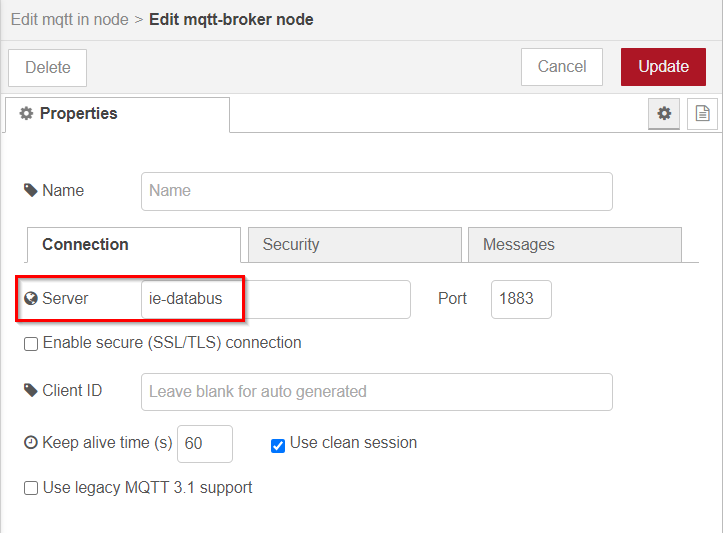 Edit mqtt in node > Edit mqtt-broker node
Delete Cancel Update
Properties
Name Name
Connection Security Messages
Server ie-databus Port 1883
Enable secure (SSL/TLS) connection
Client ID Leave blank for auto generated
Keep alive time (s) 60 Use clean session
Use legacy MQTT 3.1 support